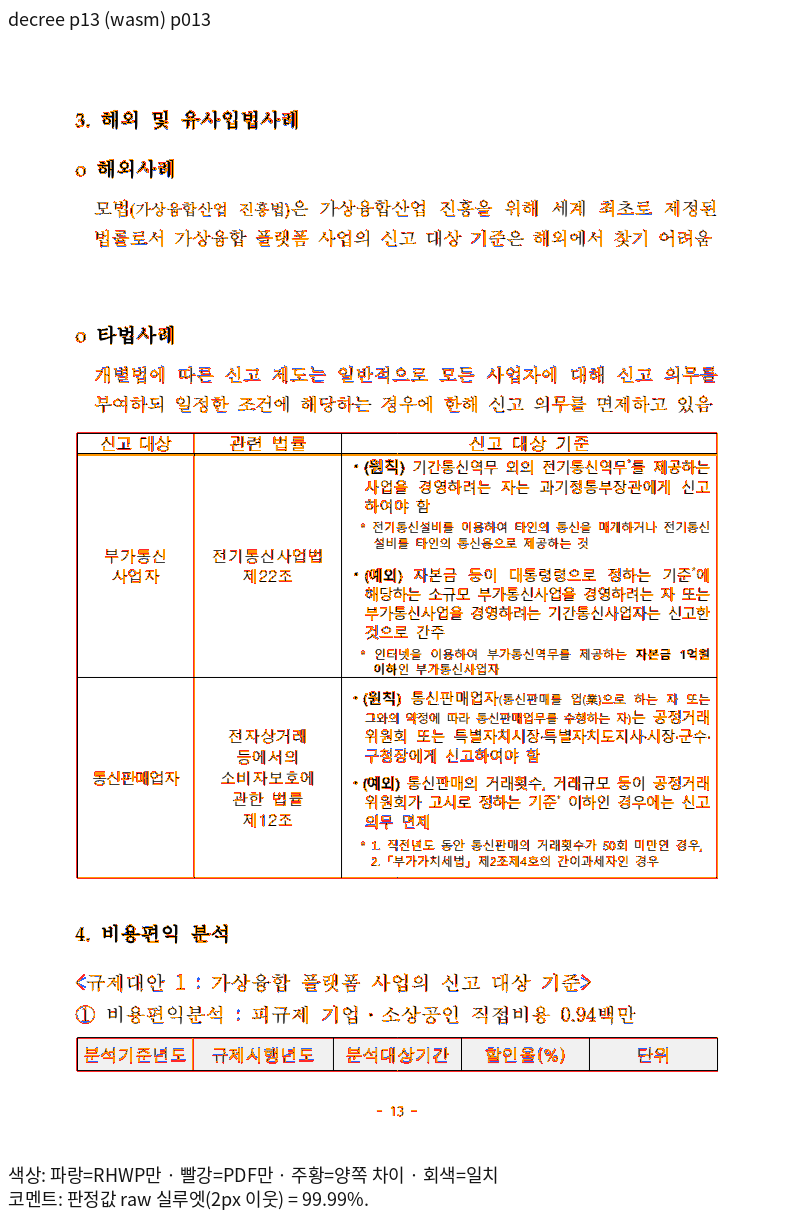 decree p13 (wasm) p013
3. 해외 및 유사입법사례
o 해외사례
모법(가상융합산업 진흥법)은 가상융합산업 진흥을 위해 세계 최초로 제정된
법률로서 가상융합 플랫폼 사업의 신고 대상 기준은 해외에서 찾기 어려움
o 타법사례
개별법에 따른 신고 제도는 일반적으로 모든 사업자에 대해 신고 의무를
부여하되 일정한 조건에 해당하는 경우에 한해 신고 의무를 면제하고 있음
신고 대상 관련 법률 신고 대상 기준
부가통신
사업자
전기통신사업법
제22조
• (원칙) 기간통신역무 외의 전기통신역무*를 제공하는
사업을 경영하려는 자는 과기정통부장관에게 신고
하여야 함
* 전기통신설비를 이용하여 타인의 통신을 매개하거나 전기통신
설비를 타인의 통신용으로 제공하는 것
• (예외) 자본금 등이 대통령령으로 정하는 기준*에
해당하는 소규모 부가통신사업을 경영하려는 자 또는
부가통신사업을 경영하려는 기간통신사업자는 신고한
것으로 간주
* 인터넷을 이용하여 부가통신역무를 제공하는 자본금 1억원
이하인 부가통신사업자
통신판매업자
전자상거래
등에서의
소비자보호에
관한 법률
제12조
• (원칙) 통신판매업자(통신판매를 업(業)으로 하는 자 또는
그와의 약정에 따라 통신판매업무를 수행하는 자)는 공정거래
위원회 또는 특별자치시장·특별자치도지사·시장·군수·
구청장에게 신고하여야 함
• (예외) 통신판매의 거래횟수, 거래규모 등이 공정거래
위원회가 고시로 정하는 기준* 이하인 경우에는 신고
의무 면제
* 1. 직전년도 동안 통신판매의 거래횟수가 50회 미만인 경우,
2. 「부가가치세법」 제2조제4호의 간이과세자인 경우
4. 비용편익 분석
<규제대안 1 : 가상융합 플랫폼 사업의 신고 대상 기준>
① 비용편익분석 : 피규제 기업·소상공인 직접비용 0.94백만
분석기준년도 규제시행년도 분석대상기간 할인율(%) 단위
- 13 -
색상: 파랑=RHWP만 · 빨강=PDF만 · 주황=양쪽 차이 · 회색=일치
코멘트: 판정값 raw 실루엣(2px 이웃) = 99.99%.